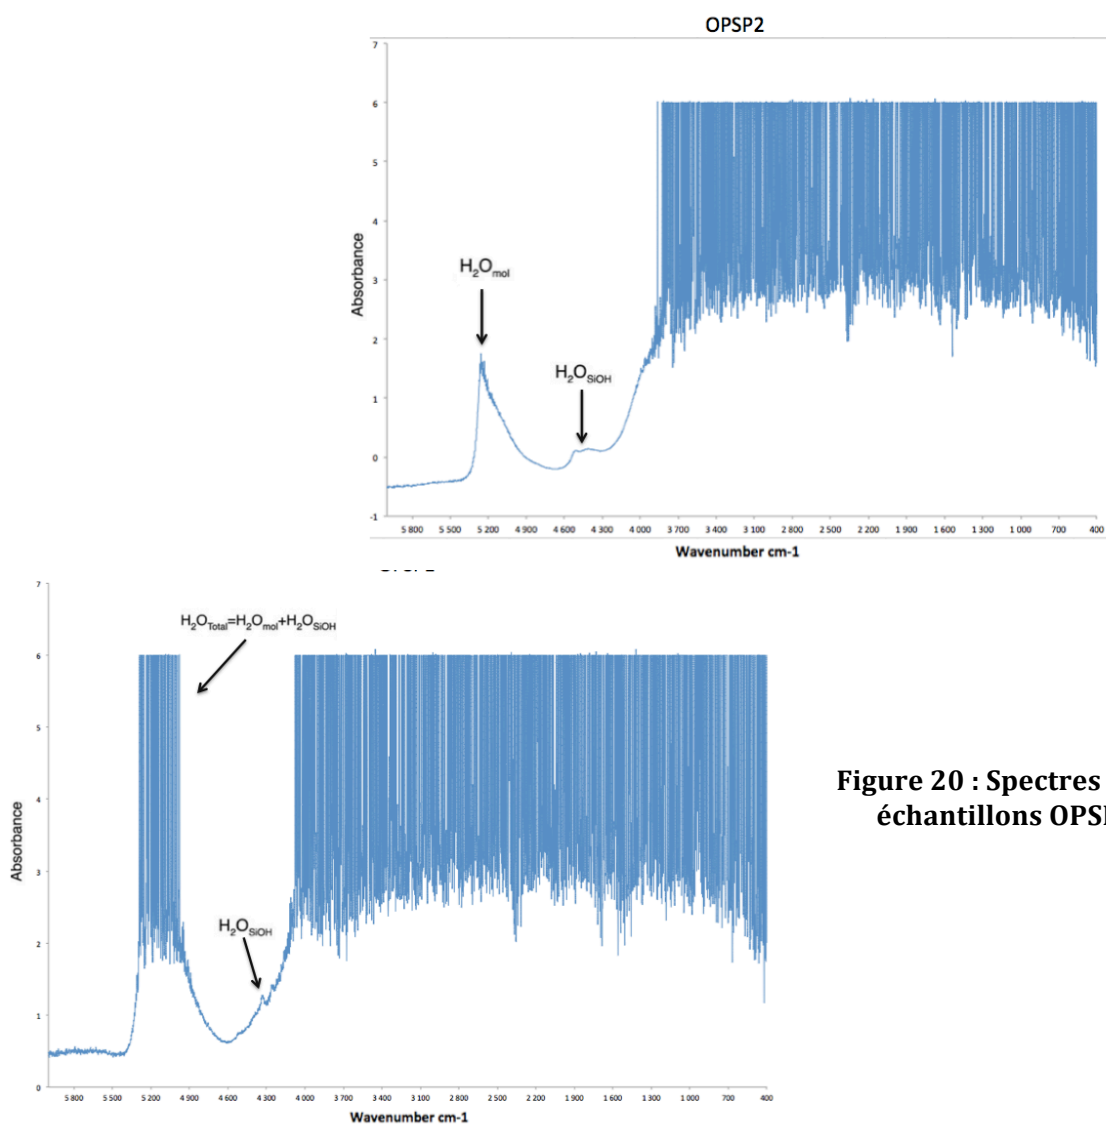 OPSP2
7
6
5
4
3
2
1
0
-1
Absorbance
H₂Omol
H₂OSiOH
5 800 5 500 5 200 4 900 4 600 4 300 4 000 3 700 3 400 3 100 2 800 2 500 2 200 1 900 1 600 1 300 1 000 700 400
Wavenumber cm-1
7
6
5
4
3
2
1
0
Absorbance
H₂OTotal=H₂Omol+H₂OSiOH
H₂OSiOH
5 800 5 500 5 200 4 900 4 600 4 300 4 000 3 700 3 400 3 100 2 800 2 500 2 200 1 900 1 600 1 300 1 000 700 400
Wavenumber cm-1
Figure 20 : Spectres
échantillons OPS